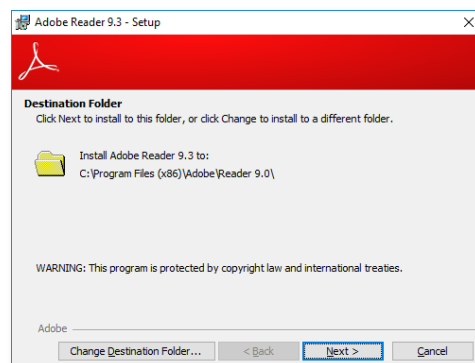 Adobe Reader 9.3 - Setup
Destination Folder
Click Next to install to this folder, or click Change to install to a different folder.
Install Adobe Reader 9.3 to:
C:\Program Files (x86)\Adobe\Reader 9.0\
WARNING: This program is protected by copyright law and international treaties.
Adobe
Change Destination Folder... < Back Next > Cancel